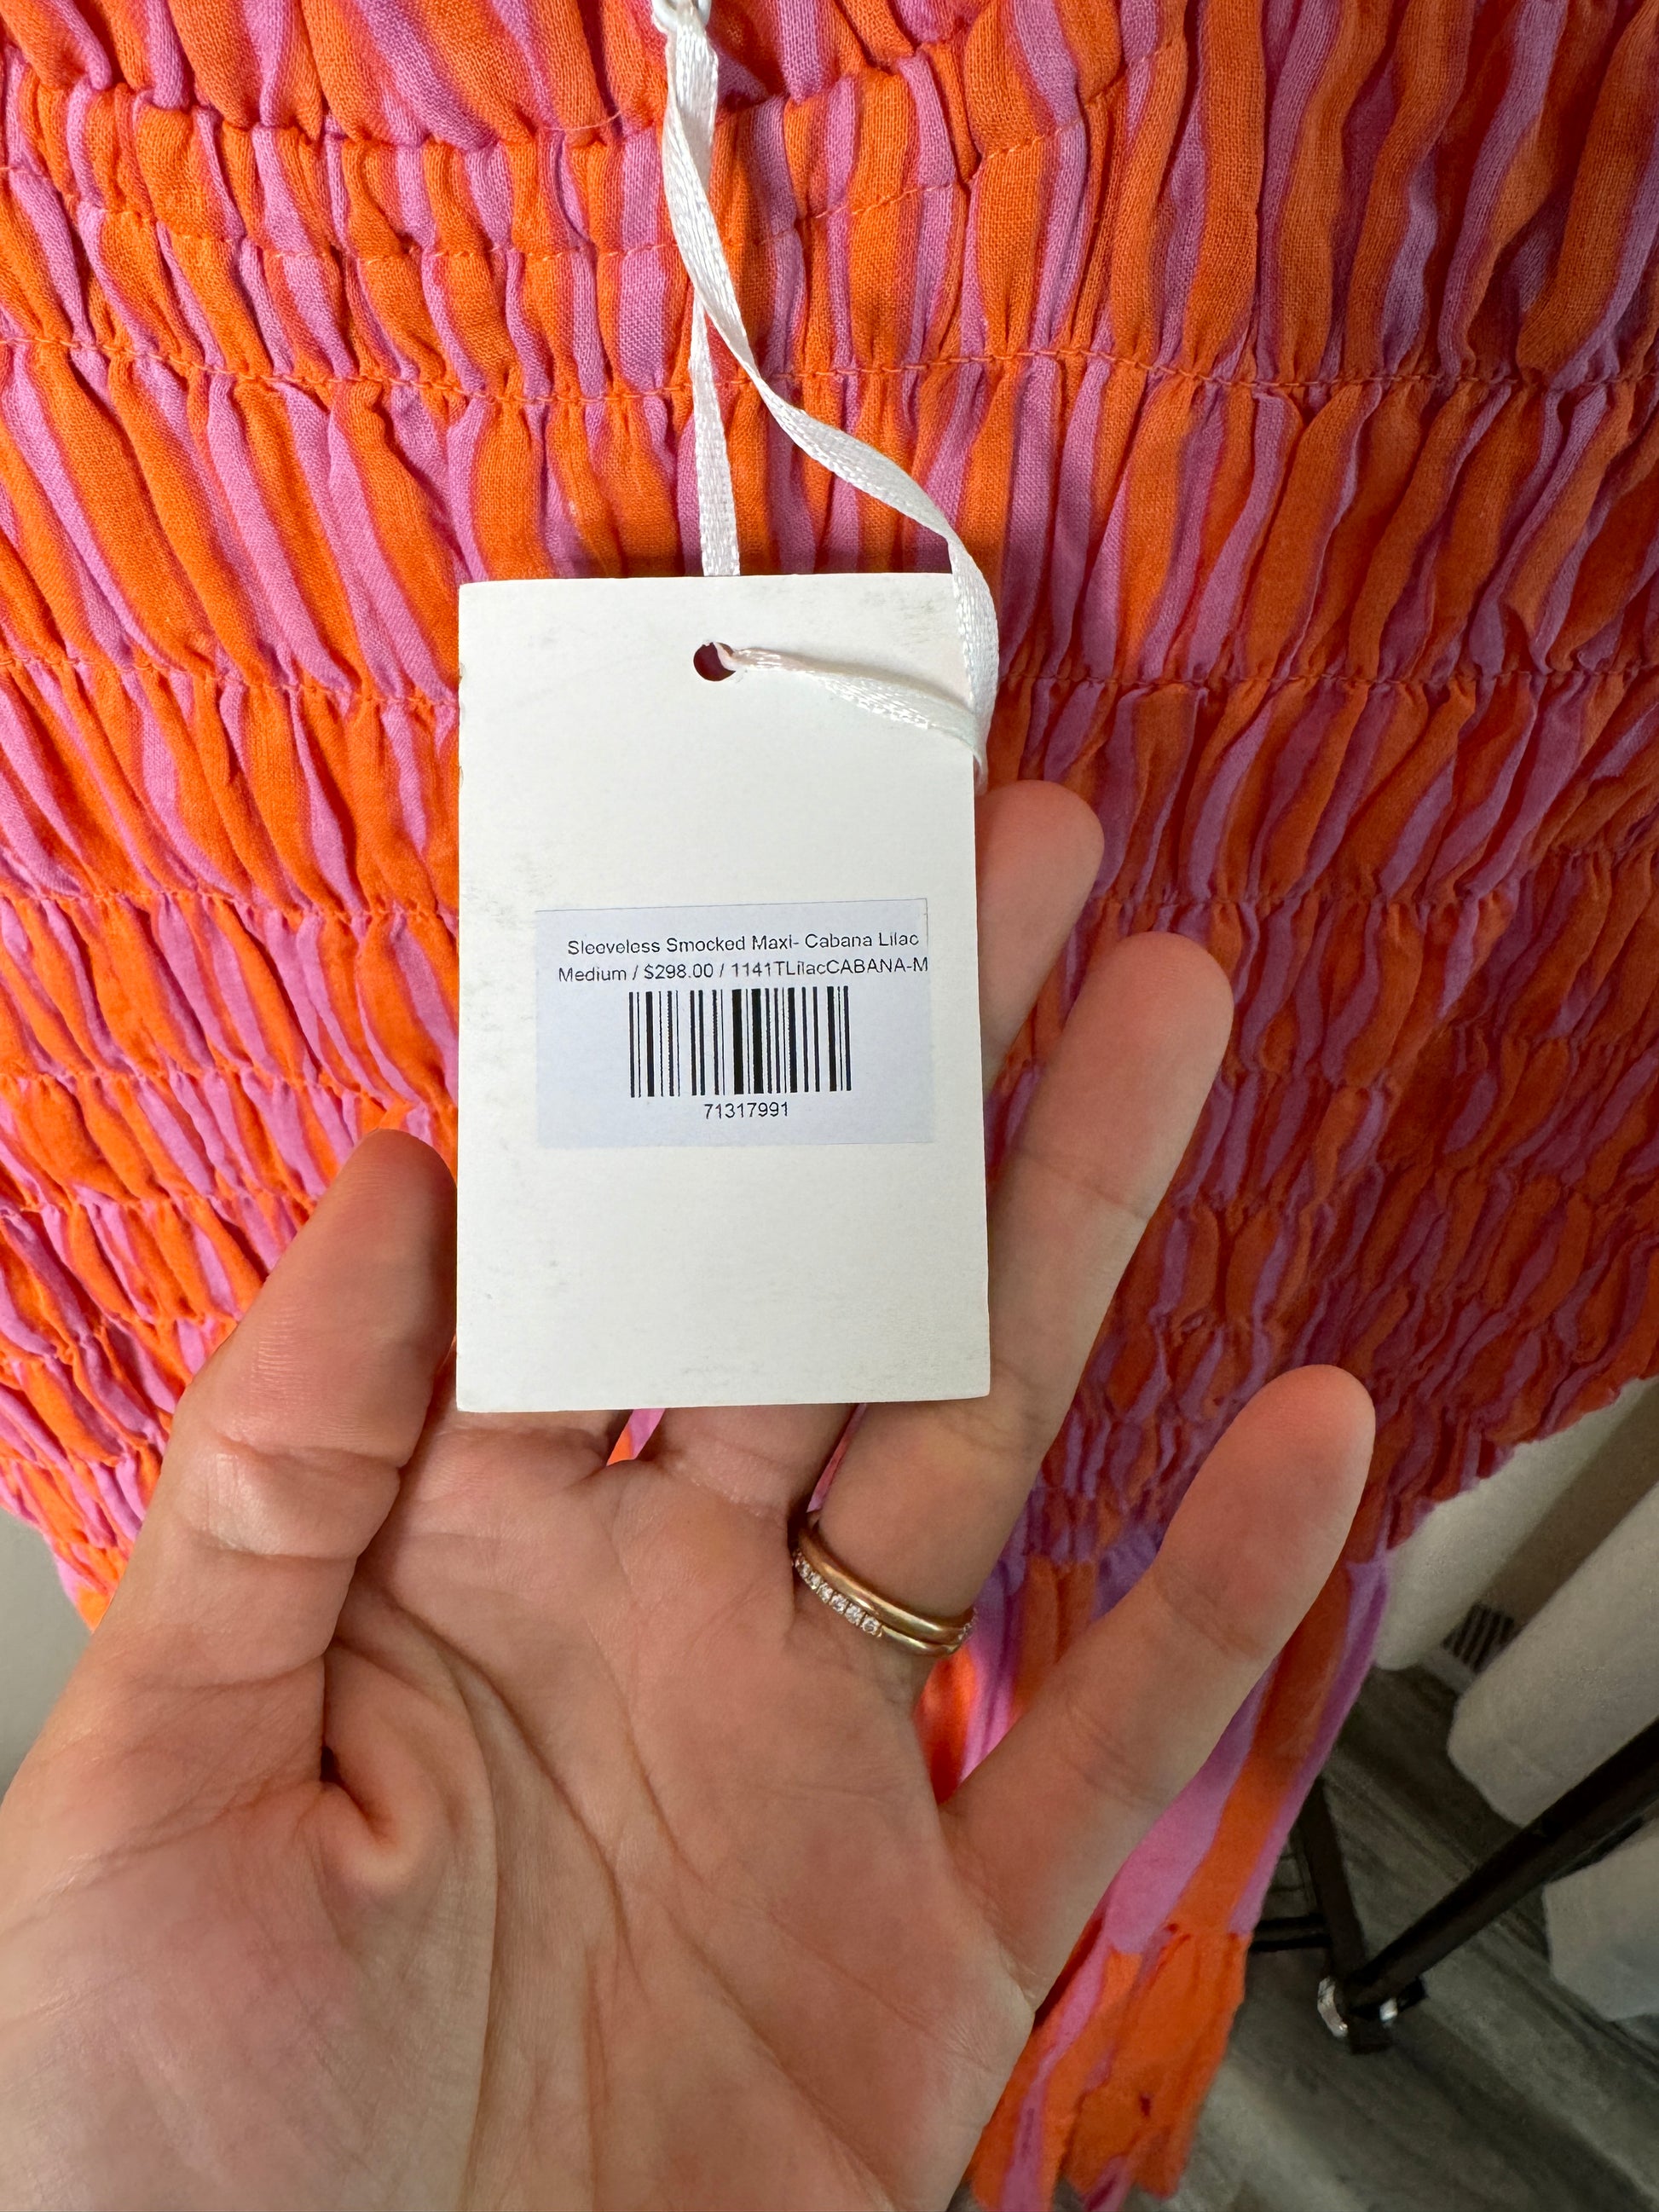 Sleeveless Smocked Maxi- Cabana Lilac
Medium / $298.00 / 1141TLilacCABANA-M
71317991